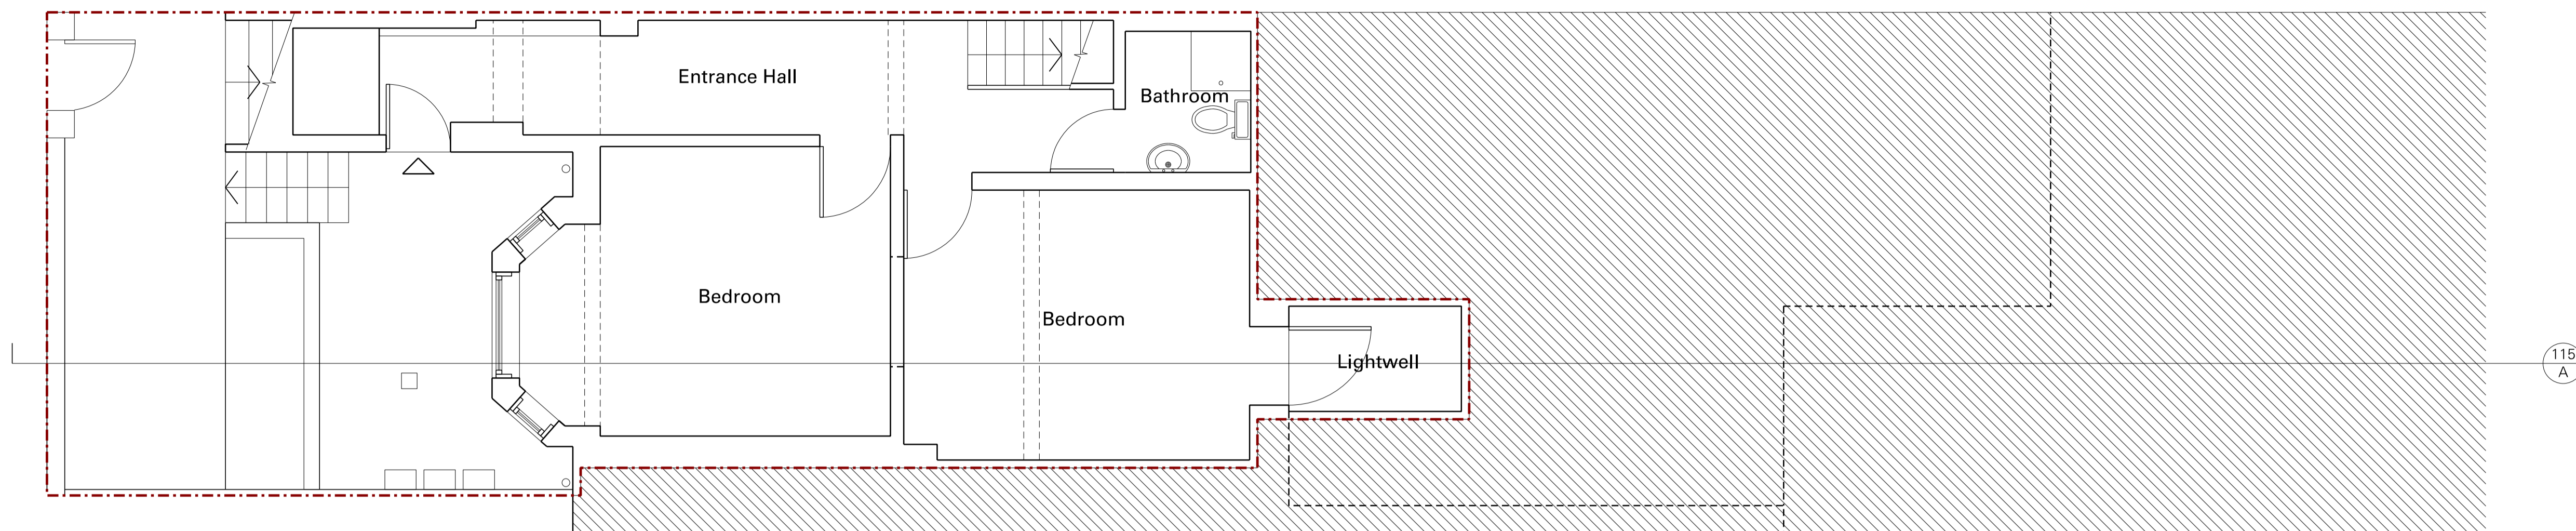 Entrance Hall
Bathroom
Bedroom
Bedroom
Lightwell
115
A